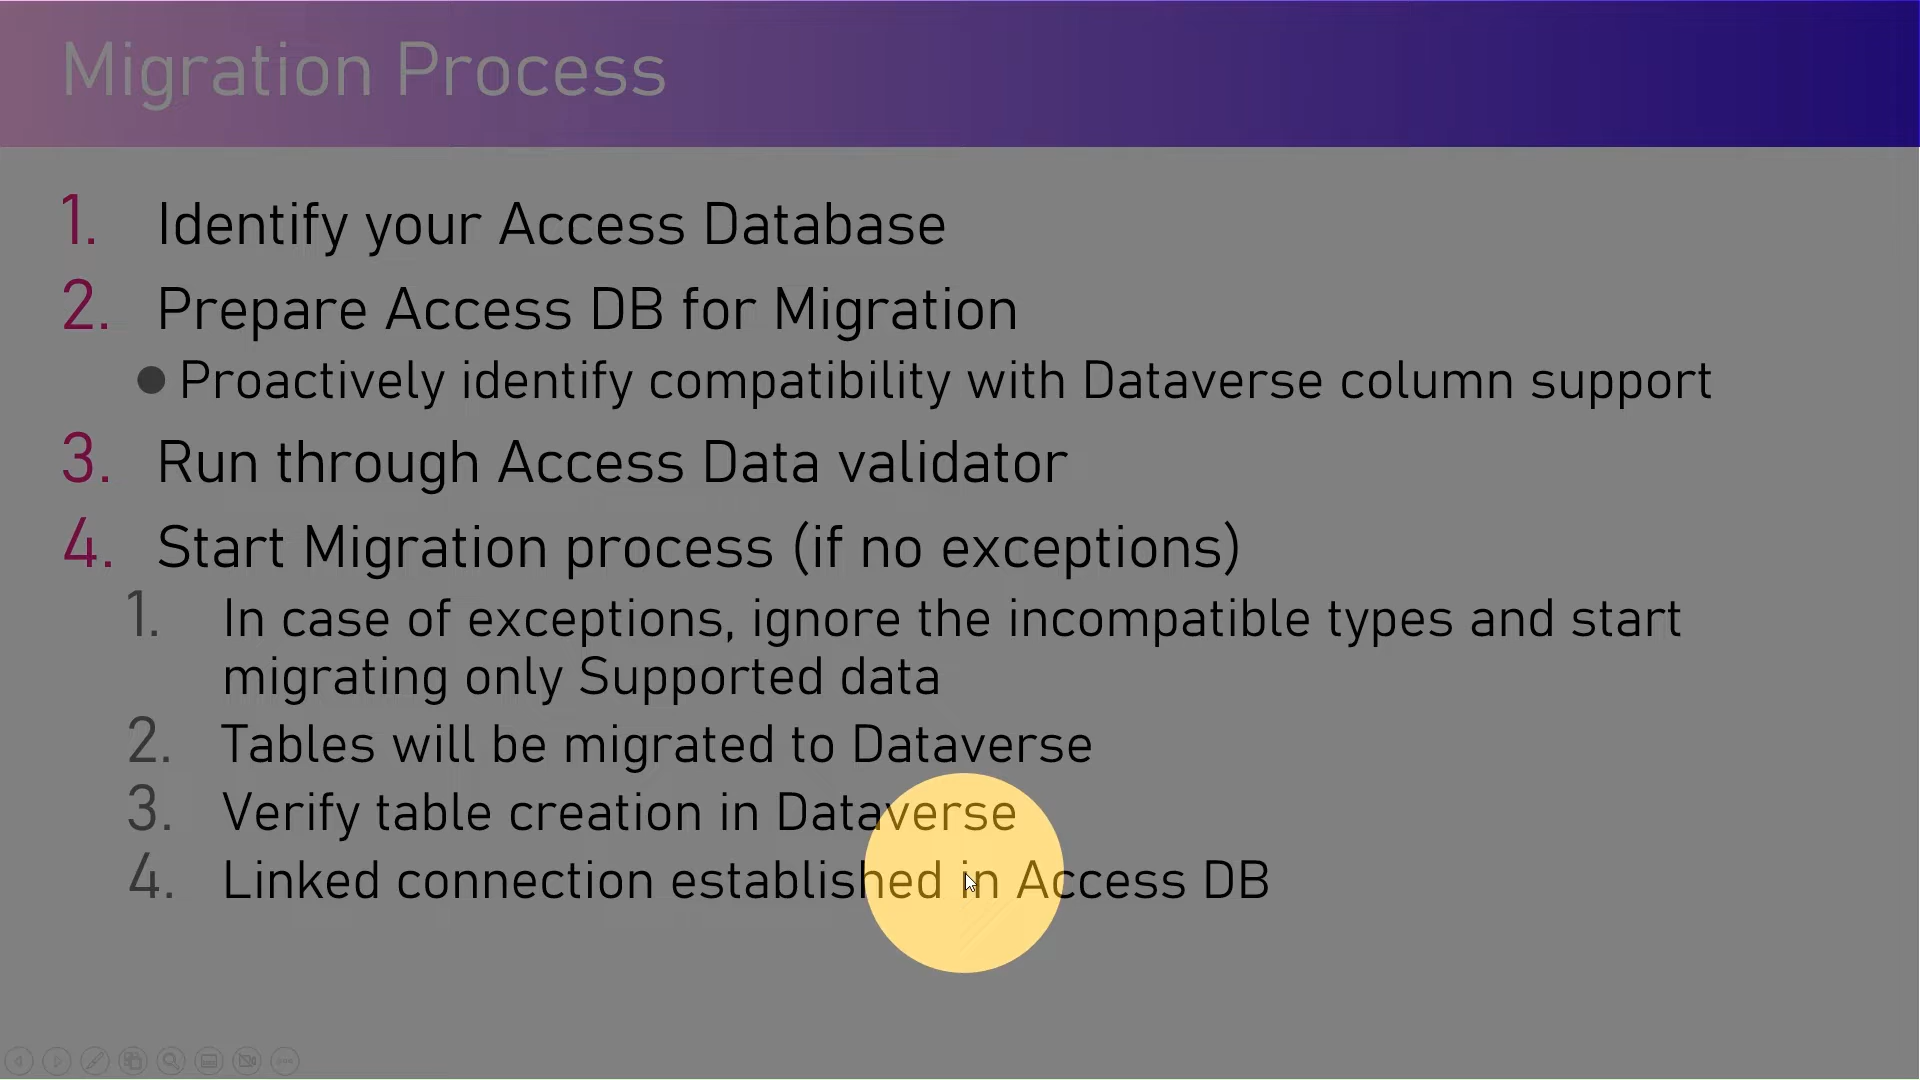 Migration Process
1. Identify your Access Database
2. Prepare Access DB for Migration
● Proactively identify compatibility with Dataverse column support
3. Run through Access Data validator
4. Start Migration process (if no exceptions)
1. In case of exceptions, ignore the incompatible types and start
migrating only Supported data
2. Tables will be migrated to Dataverse
3. Verify table creation in Dataverse
4. Linked connection established in Access DB